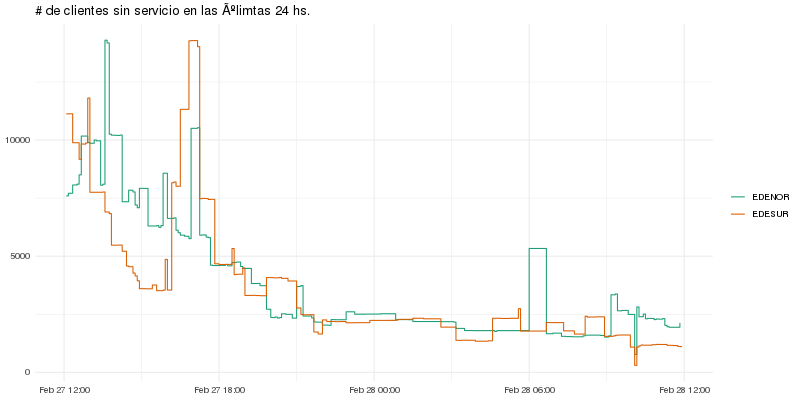 # de clientes sin servicio en las Ãºlimtas 24 hs.
10000
5000
0
Feb 27 12:00
Feb 27 18:00
Feb 28 00:00
Feb 28 06:00
Feb 28 12:00
EDENOR
EDESUR